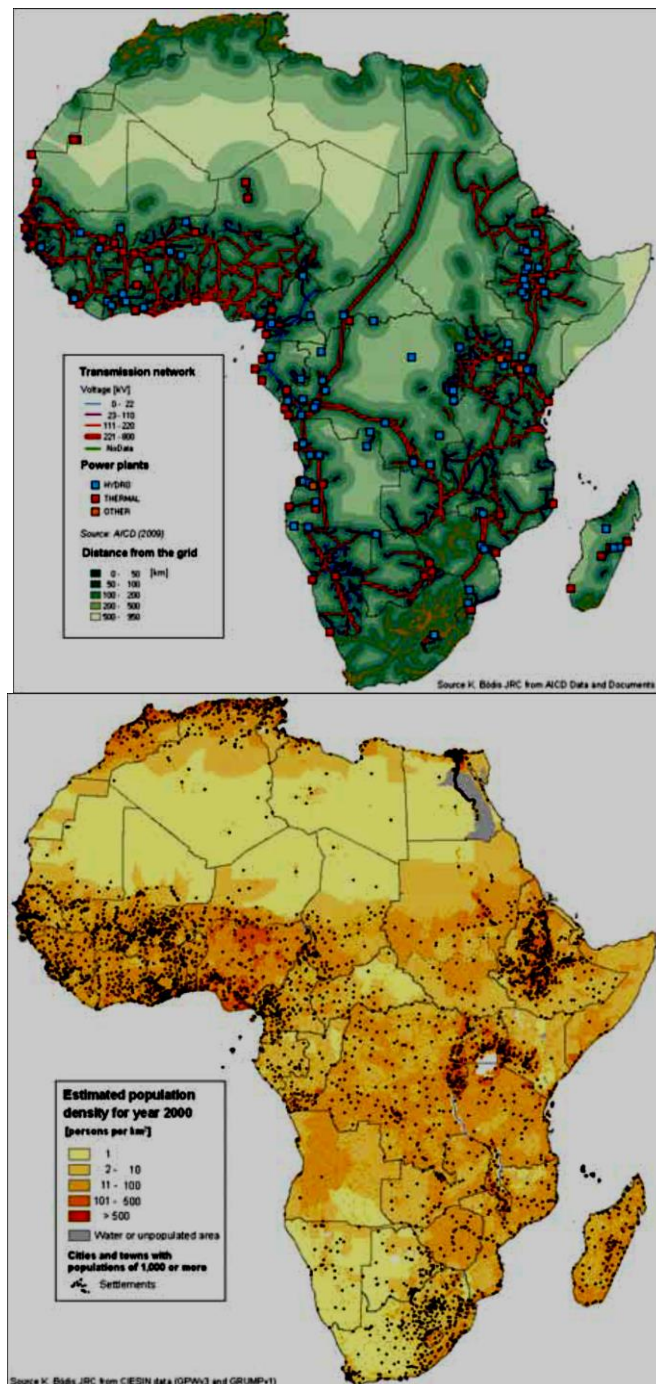 Transmission network
Voltage [kV]
0 - 22
23 - 110
111 - 220
221 - 800
NoData
Power plants
HYDRO
THERMAL
OTHER
Source: AICD (2009)
Distance from the grid
0 - 50 [km]
50 - 100
100 - 200
200 - 500
500 - 950
Source K. Bódis JRC from AICD Data and Documents
Estimated population
density for year 2000
[persons per km²]
1
2 - 10
11 - 100
101 - 500
> 500
Water or unpopulated area
Cities and towns with
populations of 1,000 or more
Settlements
Source K. Bódis JRC from CIESIN data (GPWv3 and GRUMPv1)